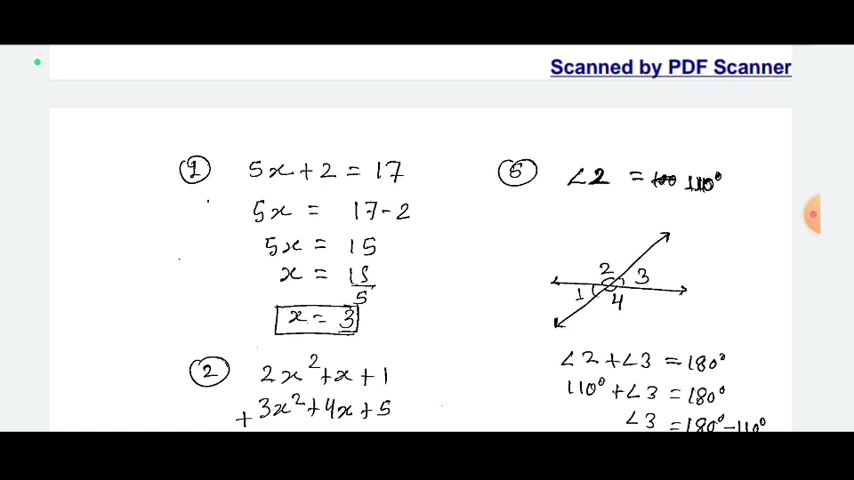 Scanned by PDF Scanner
① 5x + 2 = 17
5x = 17 - 2
5x = 15
x = 15/5
x = 3
② 2x² + x + 1
+ 3x² + 4x + 5
⑤ ∠2 = 110°
2
3
1
4
∠2 + ∠3 = 180°
110° + ∠3 = 180°
∠3 = 180° - 110°